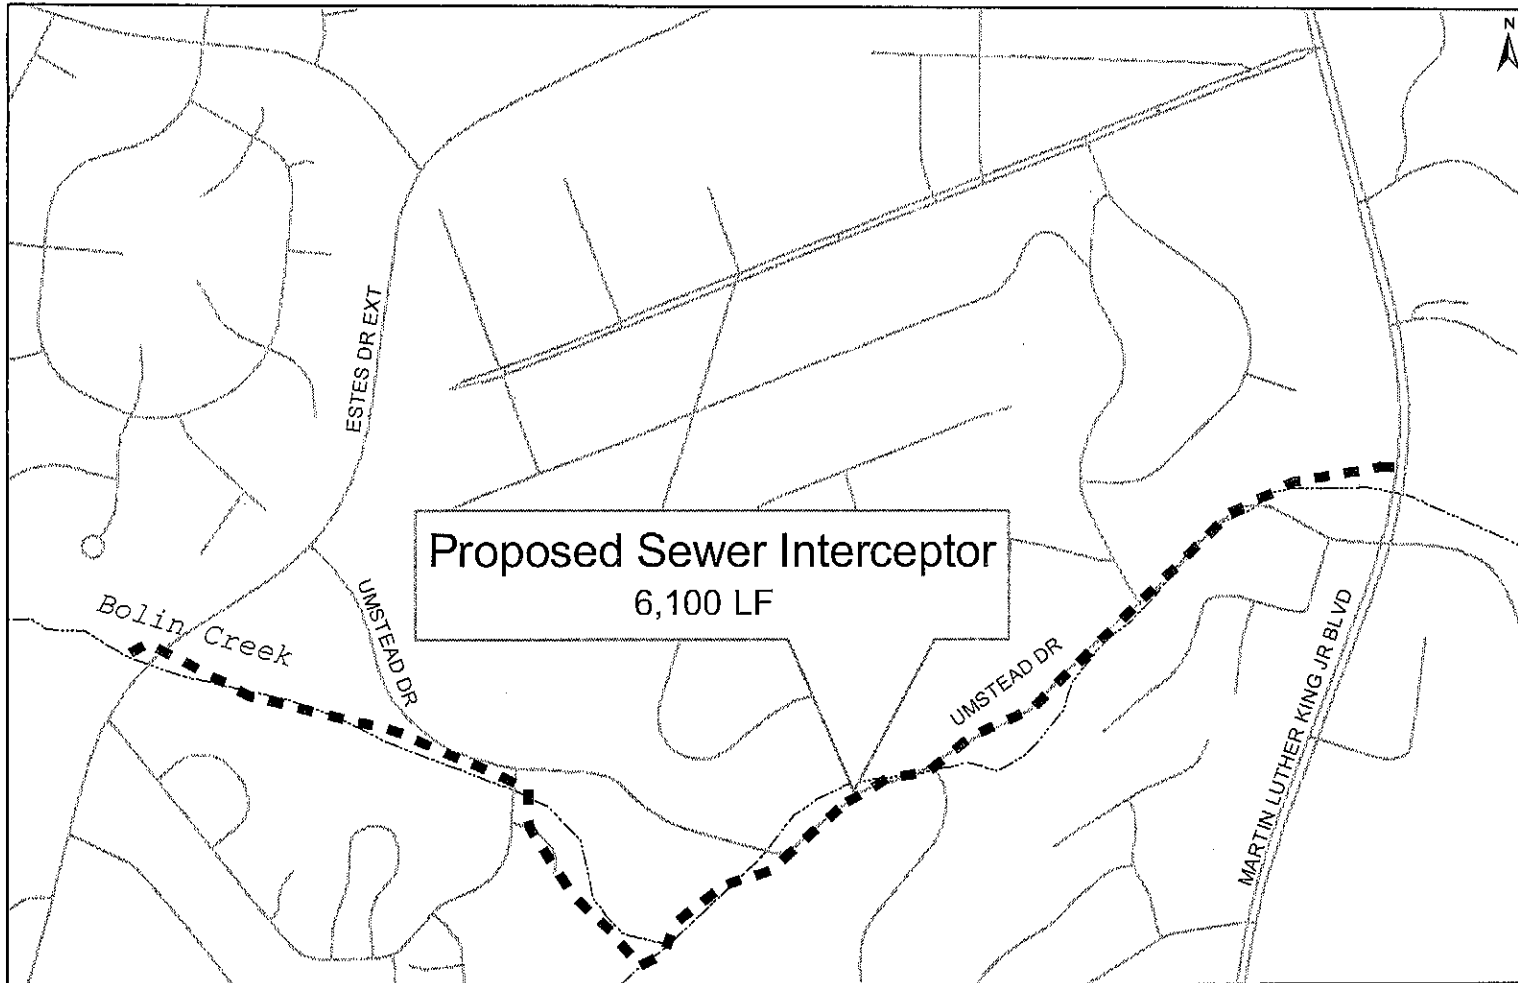 N
ESTES DR EXT
Proposed Sewer Interceptor
6,100 LF
Bolin Creek
UMSTEAD DR
UMSTEAD DR
MARTIN LUTHER KING JR BLVD